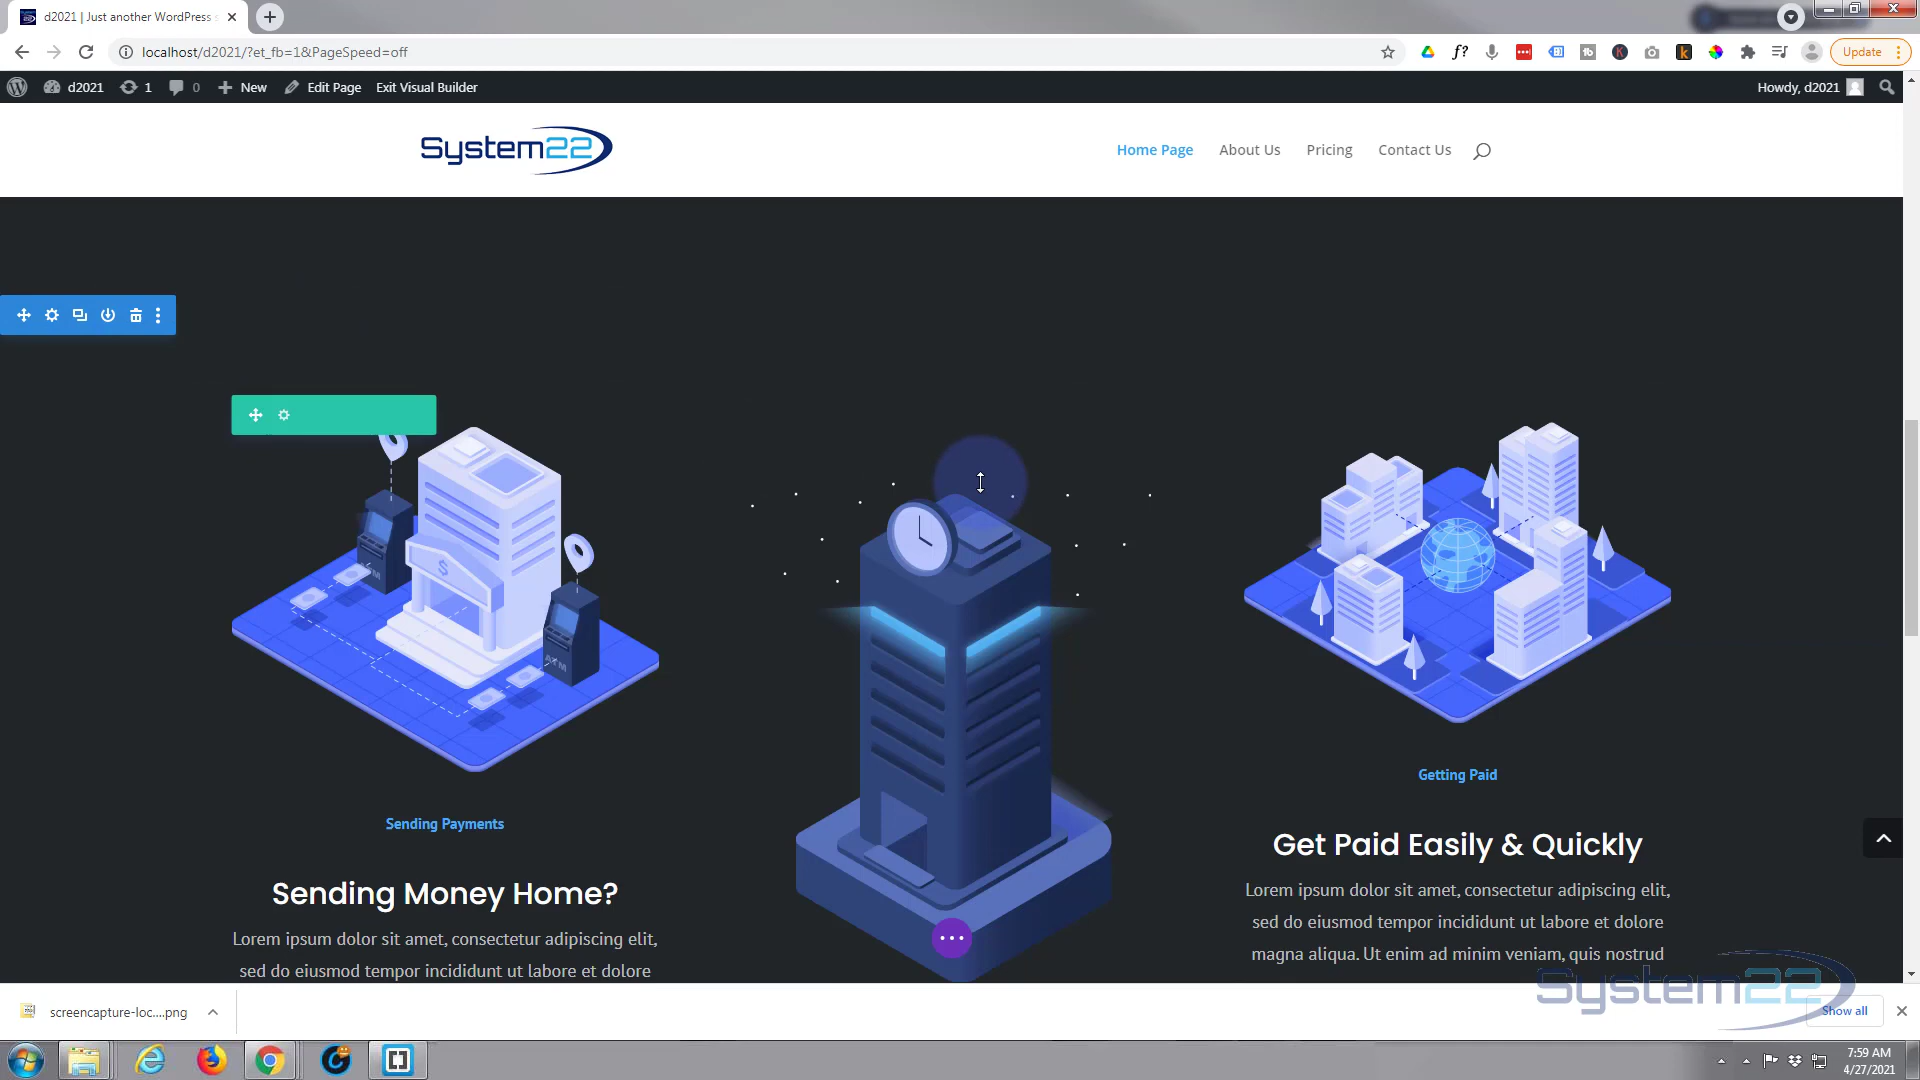 d2021 | Just another WordPress s
localhost/d2021/?et_fb=1&PageSpeed=off
f?
tb
K
k
Update
d2021
1
0
New
Edit Page
Exit Visual Builder
Howdy, d2021
System22
Home Page
About Us
Pricing
Contact Us
$
ATM
ATM
Sending Payments
Getting Paid
Sending Money Home?
Get Paid Easily & Quickly
Lorem ipsum dolor sit amet, consectetur adipiscing elit,
sed do eiusmod tempor incididunt ut labore et dolore
Lorem ipsum dolor sit amet, consectetur adipiscing elit,
sed do eiusmod tempor incididunt ut labore et dolore
magna aliqua. Ut enim ad minim veniam, quis nostrud
System22
screencapture-loc....png
Show all
7:59 AM
4/27/2021